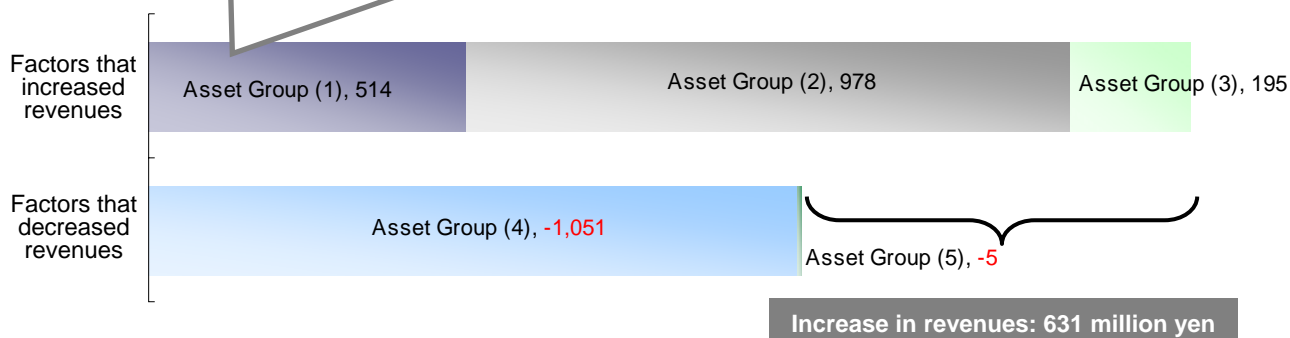 Factors that
increased
revenues
Asset Group (1), 514
Asset Group (2), 978
Asset Group (3), 195
Factors that
decreased
revenues
Asset Group (4), -1,051
Asset Group (5), -5
Increase in revenues: 631 million yen